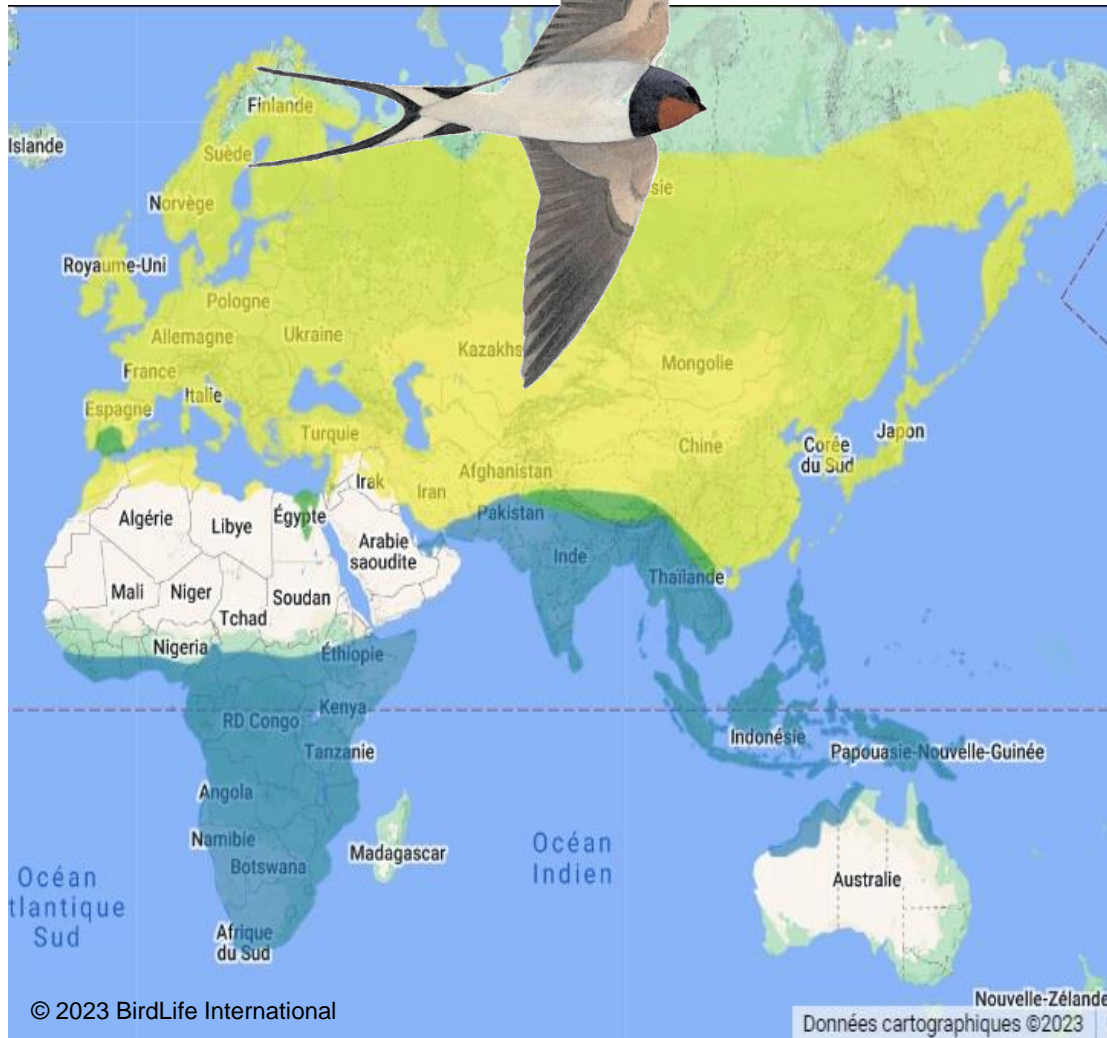 Islande
Finlande
Suède
Norvège
sie
Royaume-Uni
Pologne
Allemagne
Ukraine
Kazakhs
Mongolie
France
Italie
Espagne
Turquie
Chine
Corée
du Sud
Japon
Afghanistan
Irak
Iran
Pakistan
Algérie
Libye
Égypte
Arabie
saoudite
Inde
Thaïlande
Mali
Niger
Tchad
Soudan
Nigeria
Éthiopie
RD Congo
Kenya
Tanzanie
Indonésie
Papouasie-Nouvelle-Guinée
Angola
Namibie
Botswana
Madagascar
Océan
Indien
Australie
Océan
tlantique
Sud
Afrique
du Sud
Nouvelle-Zélande
© 2023 BirdLife International
Données cartographiques ©2023